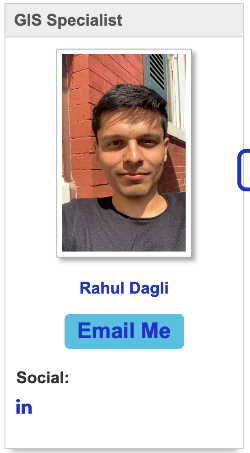 GIS Specialist
Rahul Dagli
Email Me
Social:
in